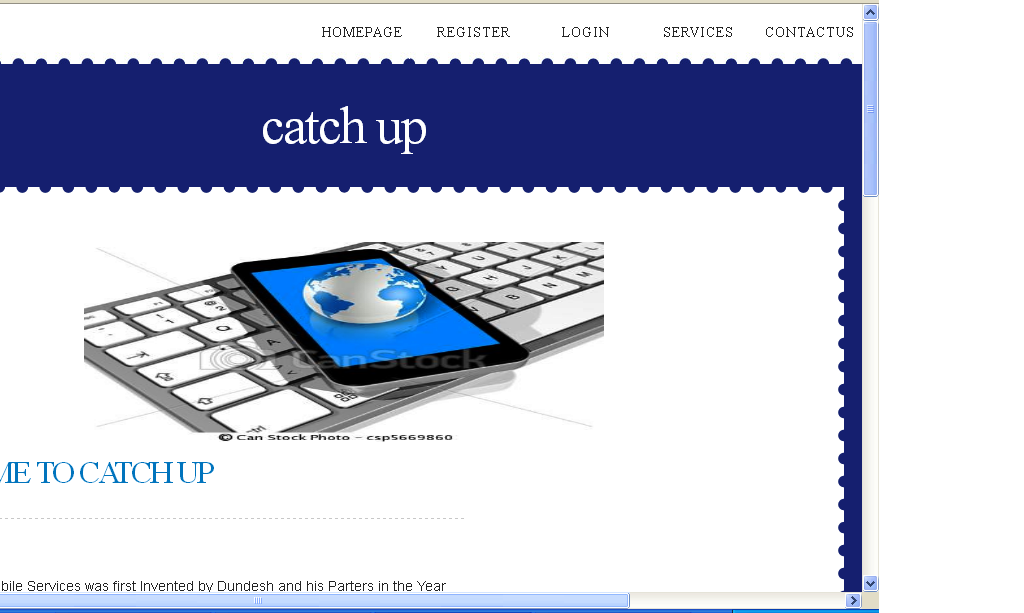 HOMEPAGE REGISTER LOGIN SERVICES CONTACTUS
catch up
© CanStock
© Can Stock Photo - csp5669860
ME TO CATCH UP
bile Services was first Invented by Dundesh and his Parters in the Year